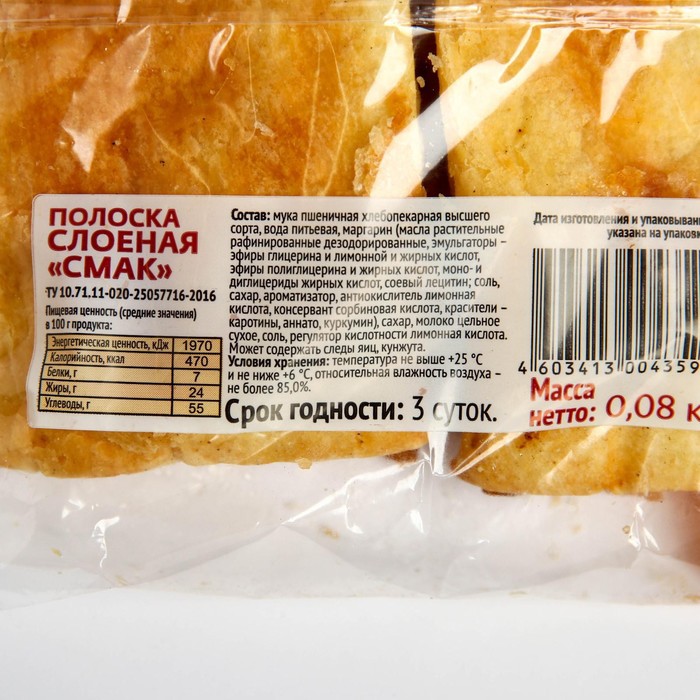 ПОЛОСКА
СЛОЕНАЯ
«СМАК»
ТУ 10.71.11-020-25057716-2016
Пищевая ценность (средние значения)
в 100 г продукта:
Энергетическая ценность, кДж 1970
Калорийность, ккал 470
Белки, г 7
Жиры, г 24
Углеводы, г 55
Состав: мука пшеничная хлебопекарная высшего
сорта, вода питьевая, маргарин (масла растительные
рафинированные дезодорированные, эмульгаторы –
эфиры глицерина и лимонной и жирных кислот,
эфиры полиглицерина и жирных кислот, моно- и
диглицериды жирных кислот, соевый лецитин; соль,
сахар, ароматизатор, антиокислитель лимонная
кислота, консервант сорбиновая кислота, красители –
каротины, аннато, куркумин), сахар, молоко цельное
сухое, соль, регулятор кислотности лимонная кислота.
Может содержать следы яиц, кунжута.
Условия хранения: температура не выше +25 °С
и не ниже +6 °С, относительная влажность воздуха –
не более 85,0%.
Срок годности: 3 суток.
Дата изготовления и упаковывани
указана на упаковк
4 603413 004359
Масса
нетто: 0,08 к